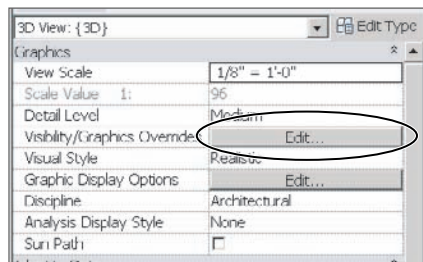 3D View: {3D} Edit Type
Graphics
View Scale 1/8" = 1'-0"
Scale Value 1: 96
Detail Level Medium
Visibility/Graphics Overrides Edit...
Visual Style Realistic
Graphic Display Options Edit...
Discipline Architectural
Analysis Display Style None
Sun Path